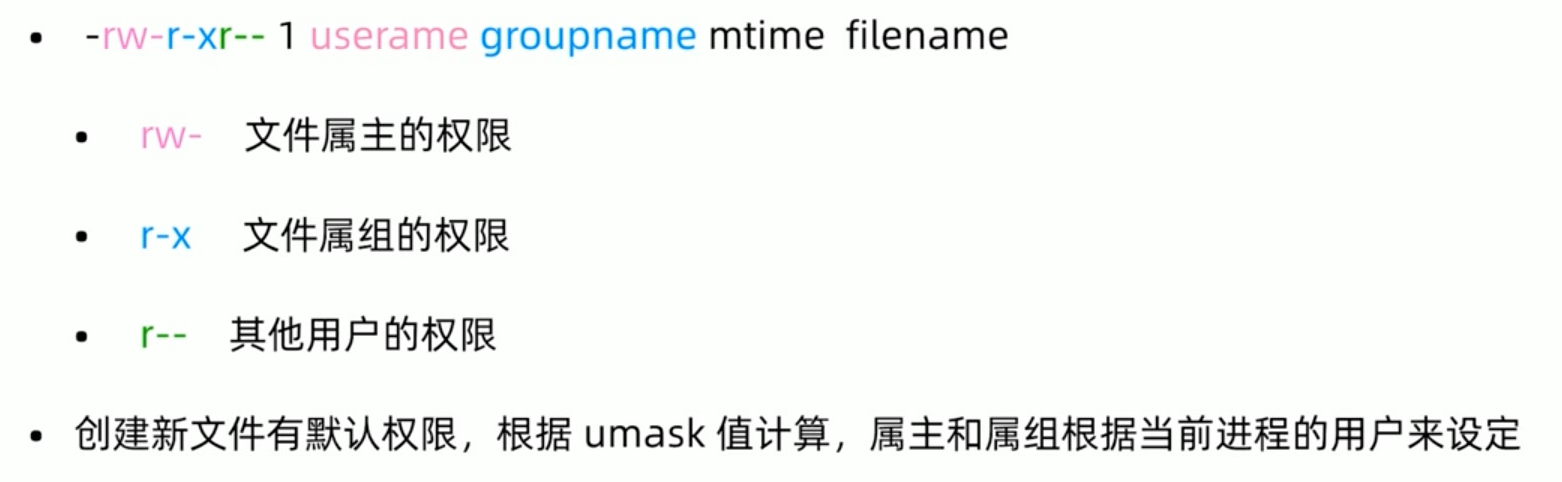 • -rw-r-xr-- 1 userame groupname mtime filename
• rw- 文件属主的权限
• r-x 文件属组的权限
• r-- 其他用户的权限
• 创建新文件有默认权限，根据 umask 值计算，属主和属组根据当前进程的用户来设定